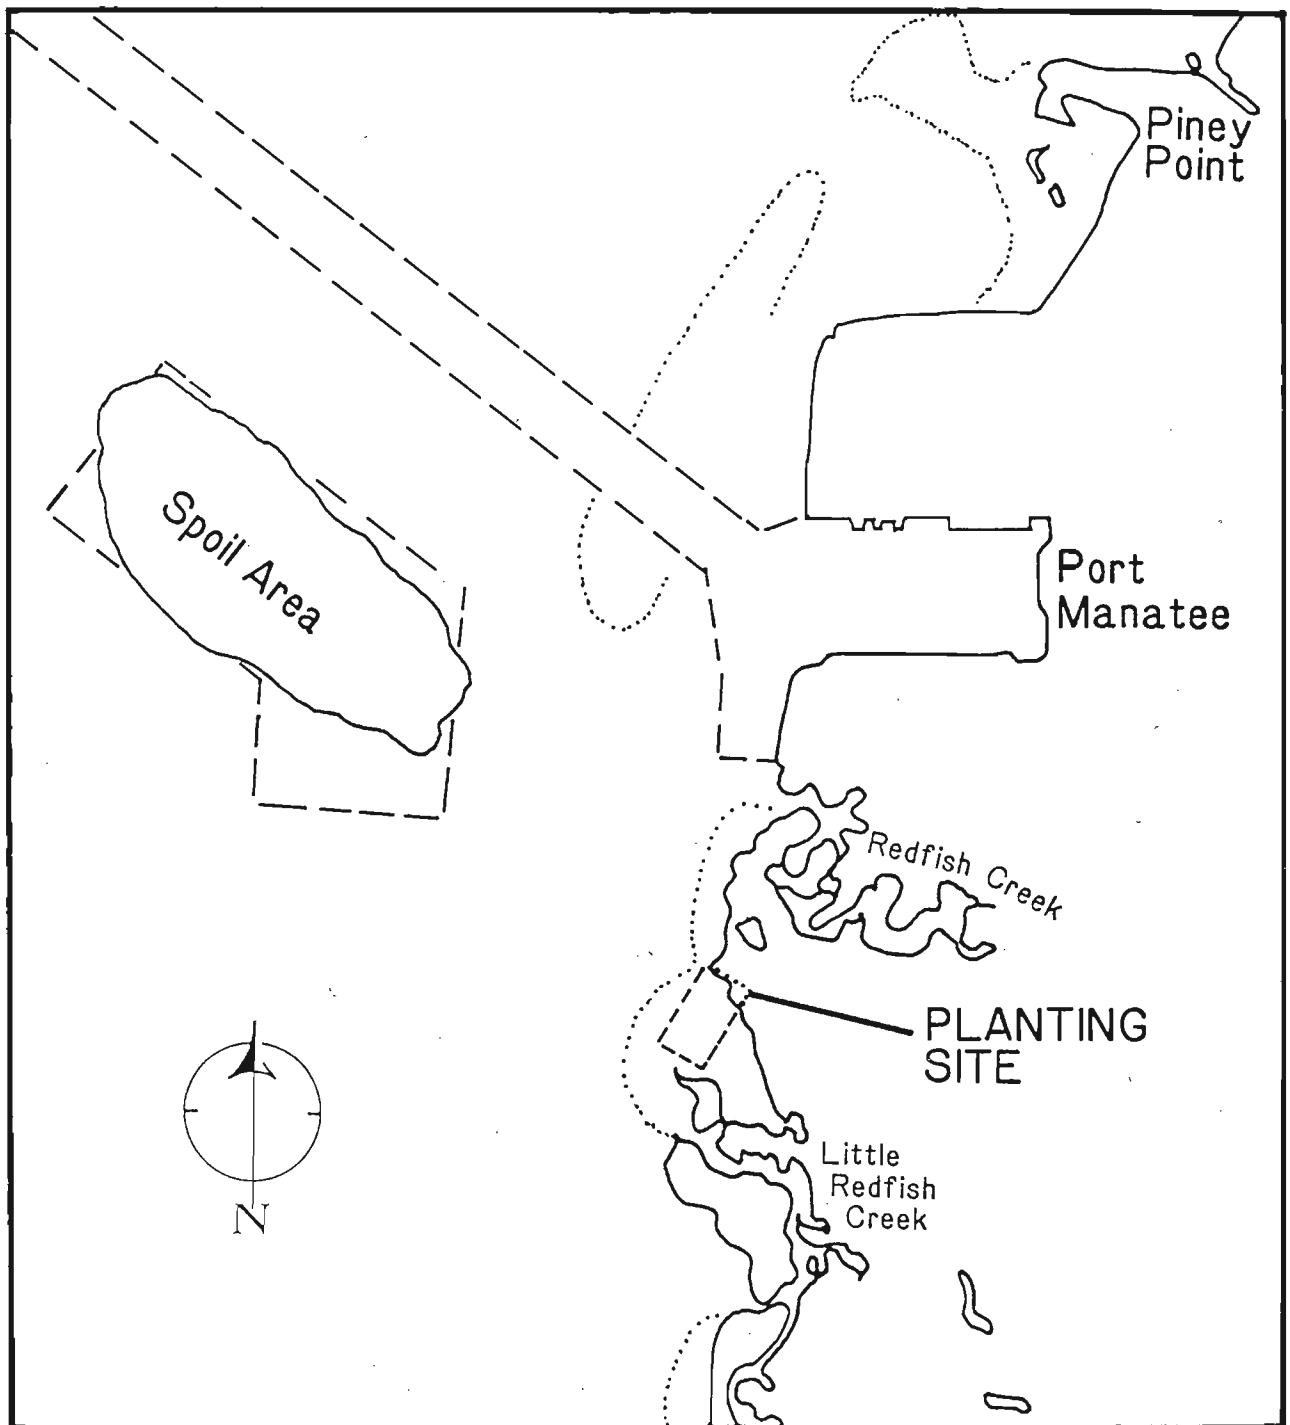 Piney
Point
Spoil Area
Port
Manatee
Redfish Creek
PLANTING
SITE
Little
Redfish
Creek
N